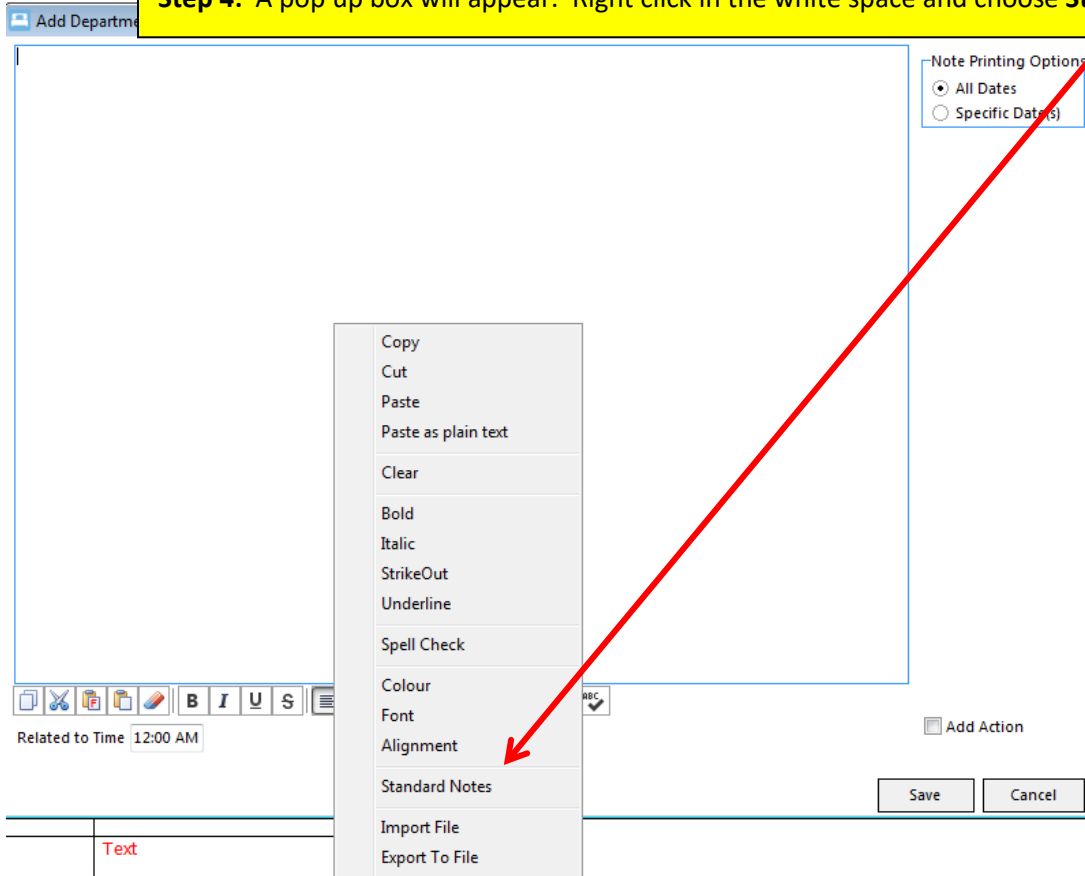 Step 4: A pop up box will appear. Right click in the white space and choose
Add
Note Printing Options
All Dates
Specific Date(s)
Copy
Cut
Paste
Paste as plain text
Clear
Bold
Italic
StrikeOut
Underline
Spell Check
Colour
Font
Alignment
Standard Notes
Import File
Export To File
B I U S
ABC
Related to Time 12:00 AM
Add Action
Save Cancel
Text